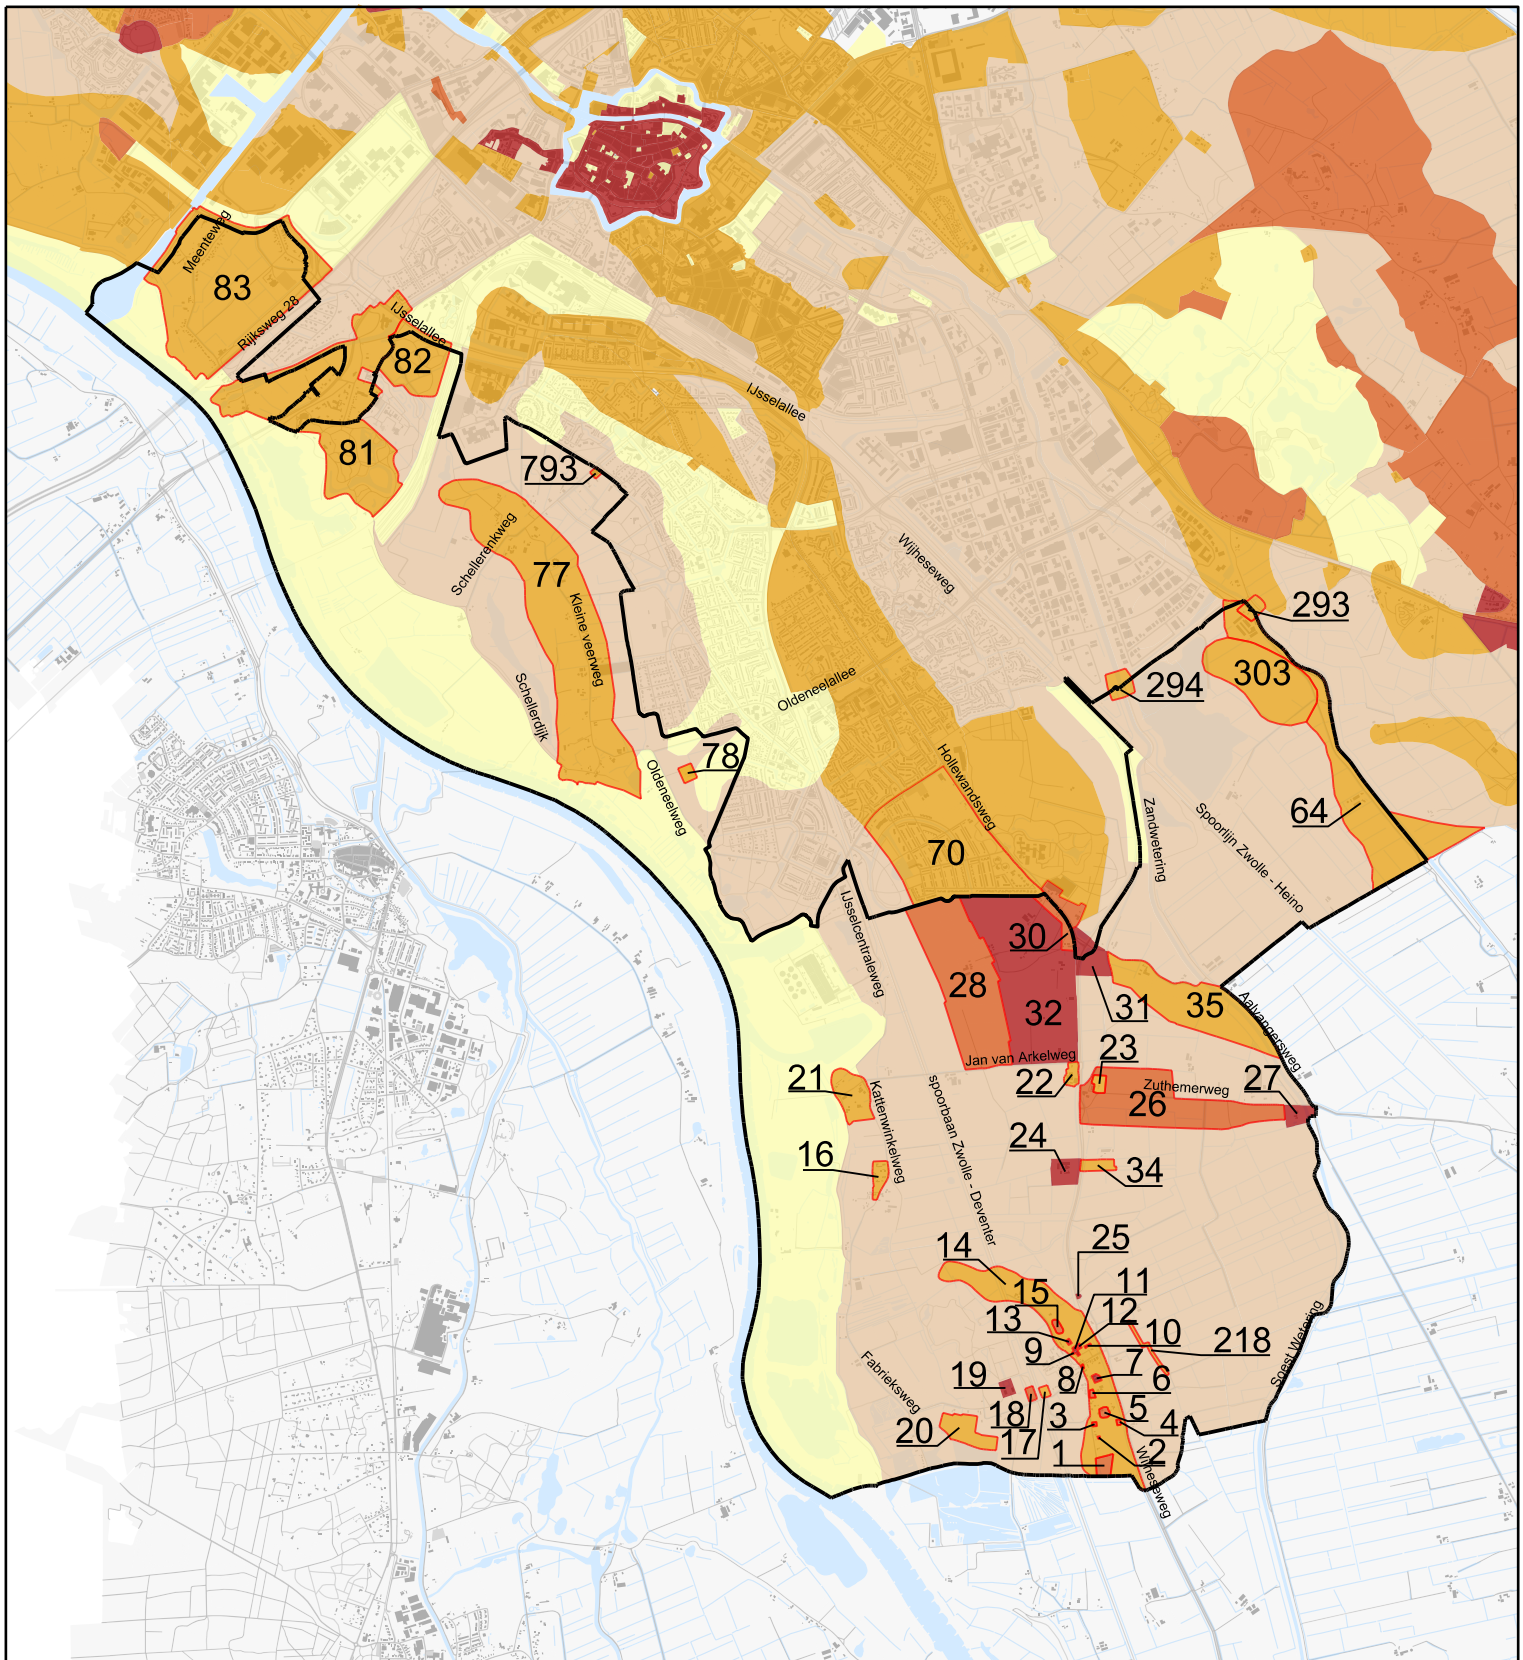 Meenteweg
83
Rijksweg 28
IJsselallee
82
IJsselallee
81
793
Schellerenkweg
77
Wijheseweg
Kleine veerweg
293
303
294
Oldeneelallee
Schellerdijk
78
Oldeneelweg
Hollewandsweg
Zandwetering
64
Spoorlijn Zwolle - Heino
70
IJsselcentraleweg
30
28
32
31
35
Aalvangersweg
Jan van Arkelweg
23
21
22
Zuthemerweg
27
26
Kattenwinkelweg
spoorbaan Zwolle - Deventer
24
16
34
25
14
11
15
12
13
10
218
9
7
Soest Wetering
8
6
19
Fabrieksweg
18
3
5
4
20
17
1
2
Wijheseweg